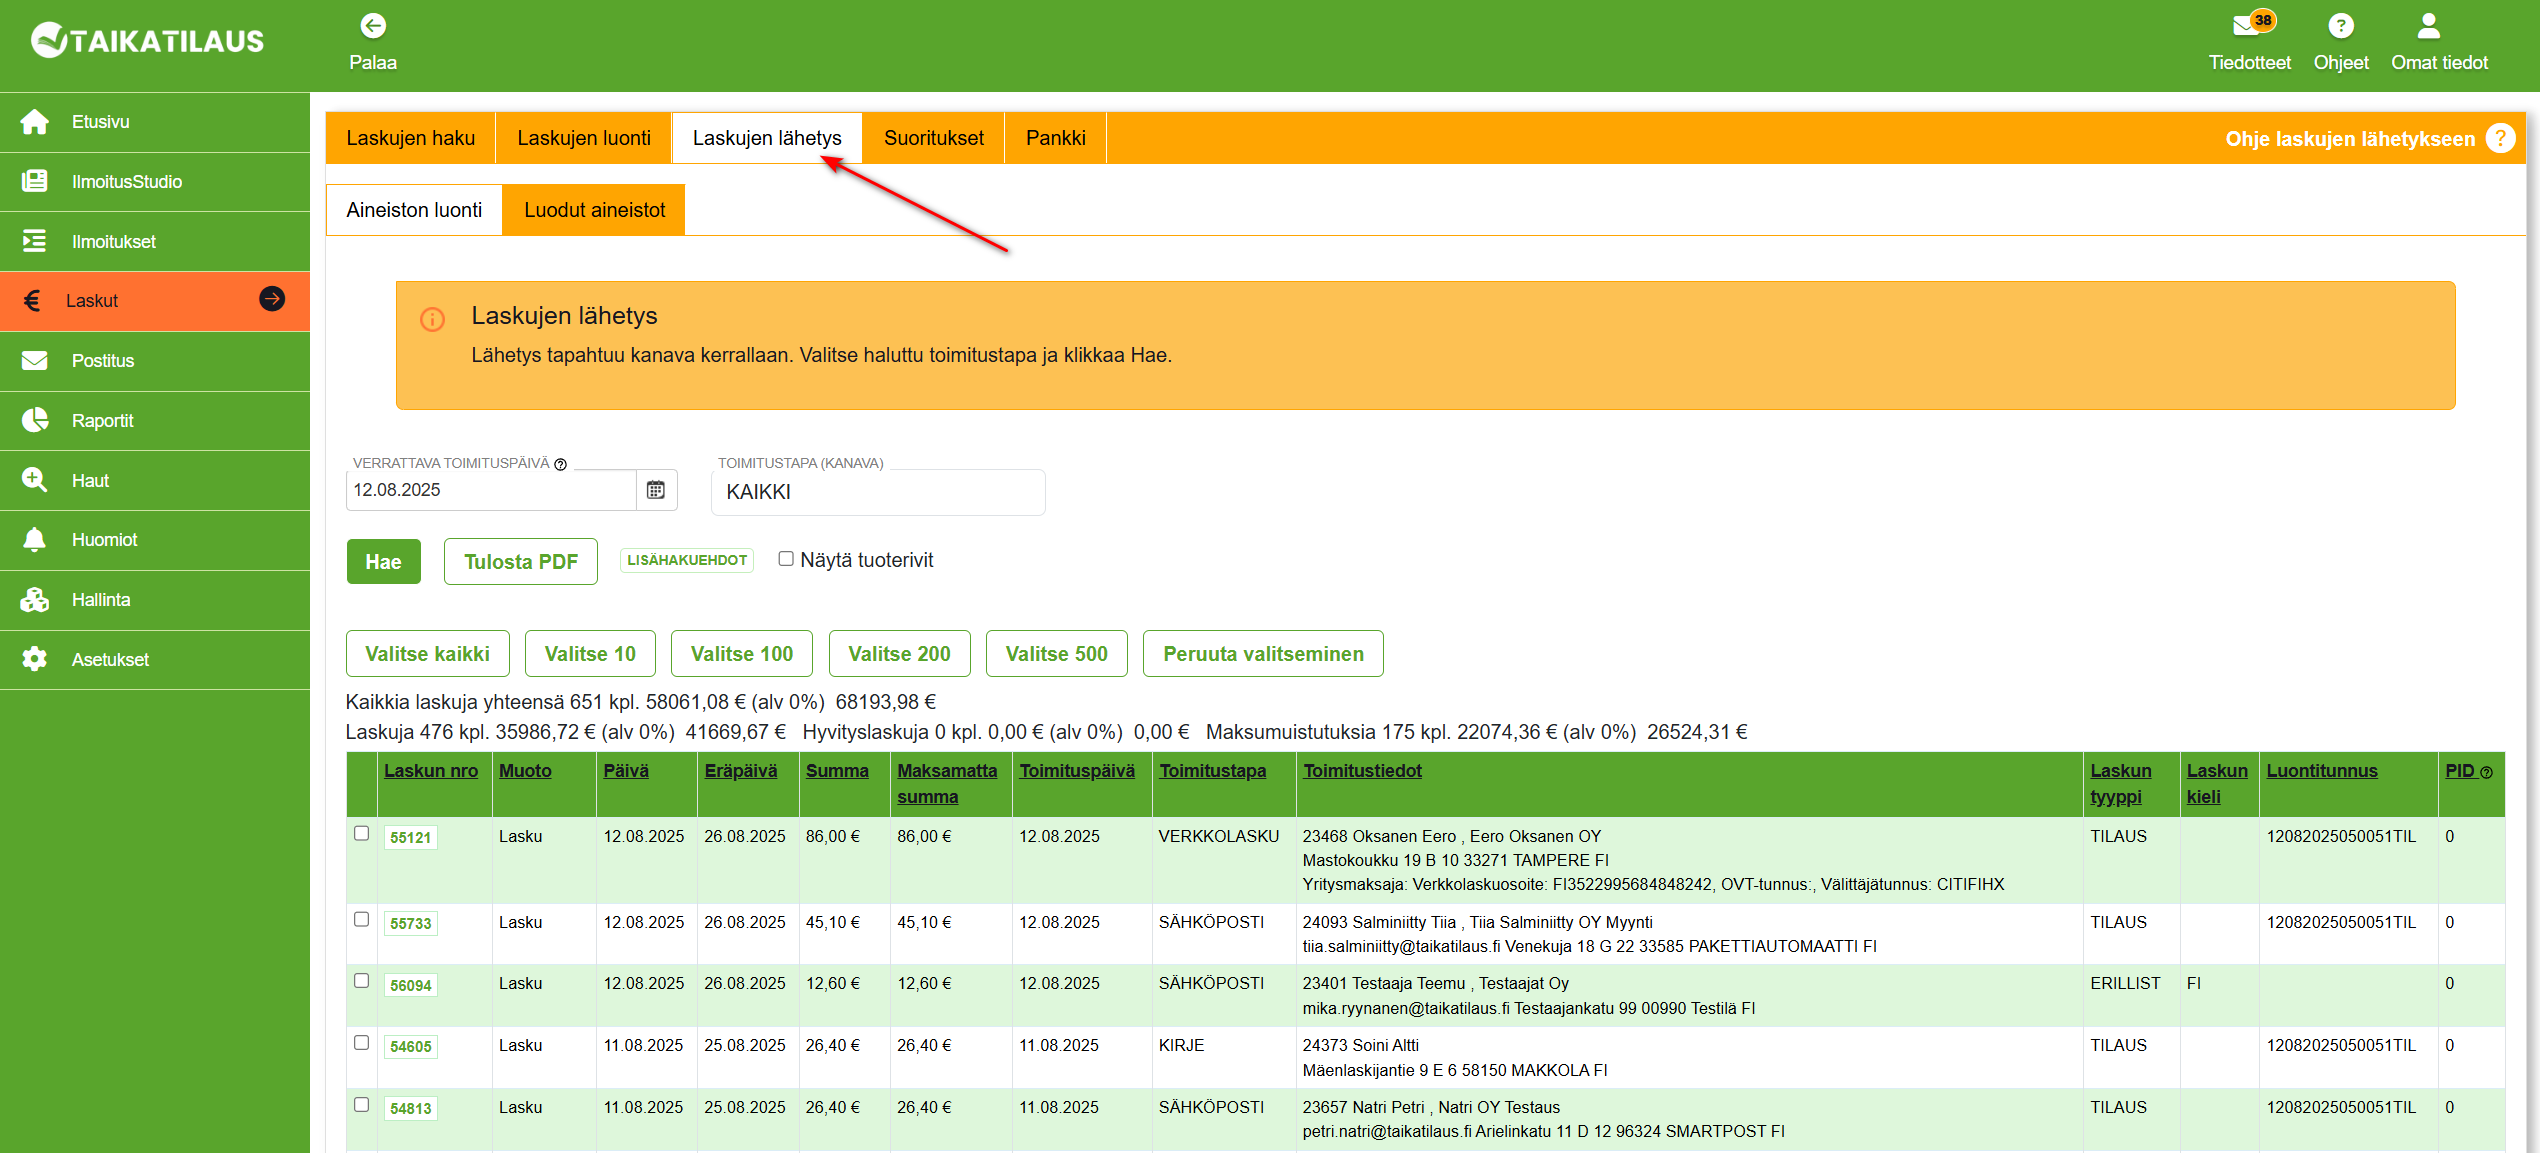 TAIKATILAUS
Palaa
38
Tiedotteet
Ohjeet
Omat tiedot
Etusivu
IlmoitusStudio
Ilmoitukset
Laskut
Postitus
Raportit
Haut
Huomiot
Hallinta
Asetukset
Laskujen haku Laskujen luonti Laskujen lähetys Suoritukset Pankki Ohje laskujen lähetykseen ?
Aineiston luonti Luodut aineistot
Laskujen lähetys
Lähetys tapahtuu kanava kerrallaan. Valitse haluttu toimitustapa ja klikkaa Hae.
VERRATTAVA TOIMITUSPÄIVÄ ? TOIMITUSTAPA (KANAVA)
12.08.2025 KAIKKI
Hae Tulosta PDF LISÄHAKUEHDOT Näytä tuoterivit
Valitse kaikki Valitse 10 Valitse 100 Valitse 200 Valitse 500 Peruuta valitseminen
Kaikkia laskuja yhteensä 651 kpl. 58061,08 € (alv 0%) 68193,98 €
Laskuja 476 kpl. 35986,72 € (alv 0%) 41669,67 € Hyvityslaskuja 0 kpl. 0,00 € (alv 0%) 0,00 € Maksumuistutuksia 175 kpl. 22074,36 € (alv 0%) 26524,31 €
Laskun nro Muoto Päivä Eräpäivä Summa Maksamatta summa Toimituspäivä Toimitustapa Toimitustiedot Laskun tyyppi Laskun kieli Luontitunnus PID ?
55121 Lasku 12.08.2025 26.08.2025 86,00 € 86,00 € 12.08.2025 VERKKOLASKU 23468 Oksanen Eero , Eero Oksanen OY TILAUS 12082025050051TIL 0
Mastokoukku 19 B 10 33271 TAMPERE FI
Yritysmaksaja: Verkkolaskuosoite: FI3522995684848242, OVT-tunnus:, Välittäjätunnus: CITIFIHX
55733 Lasku 12.08.2025 26.08.2025 45,10 € 45,10 € 12.08.2025 SÄHKÖPOSTI 24093 Salminiitty Tiia , Tiia Salminiitty OY Myynti TILAUS 12082025050051TIL 0
tiia.salminiitty@taikatilaus.fi Venekuja 18 G 22 33585 PAKETTIAUTOMAATTI FI
56094 Lasku 12.08.2025 26.08.2025 12,60 € 12,60 € 12.08.2025 SÄHKÖPOSTI 23401 Testaaja Teemu , Testaajat Oy ERILLIST FI 0
mika.ryynanen@taikatilaus.fi Testaajankatu 99 00990 Testilä FI
54605 Lasku 11.08.2025 25.08.2025 26,40 € 26,40 € 11.08.2025 KIRJE 24373 Soini Altti TILAUS 12082025050051TIL 0
Mäenlaskijantie 9 E 6 58150 MAKKOLA FI
54813 Lasku 11.08.2025 25.08.2025 26,40 € 26,40 € 11.08.2025 SÄHKÖPOSTI 23657 Natri Petri , Natri OY Testaus TILAUS 12082025050051TIL 0
petri.natri@taikatilaus.fi Arielinkatu 11 D 12 96324 SMARTPOST FI